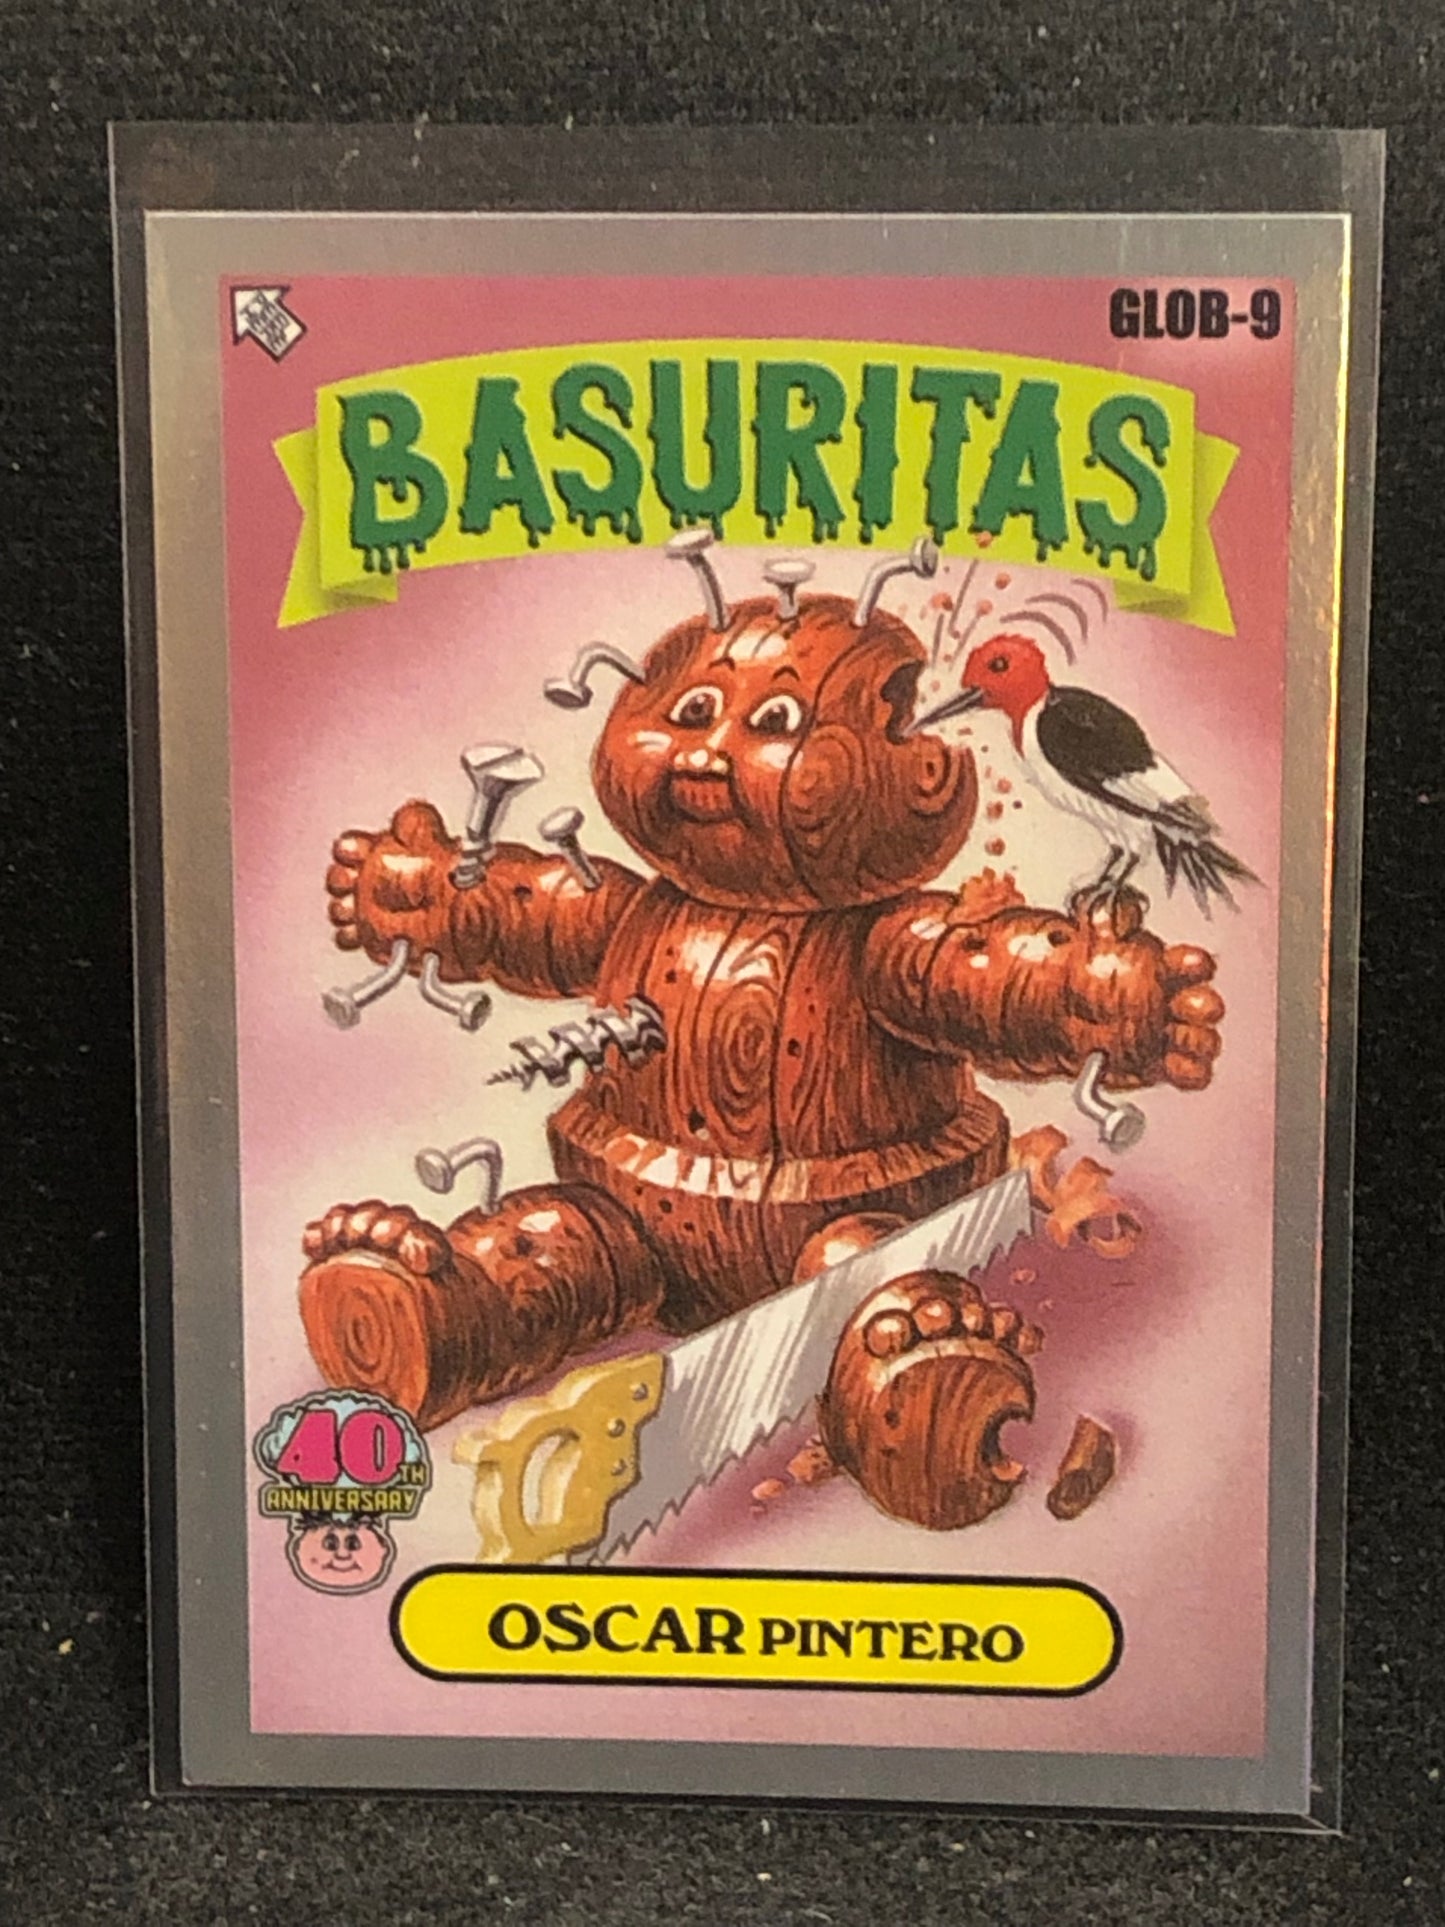 GLOB-9
BASURITAS
40TH
ANNIVERSARY
OSCAR PINTERO